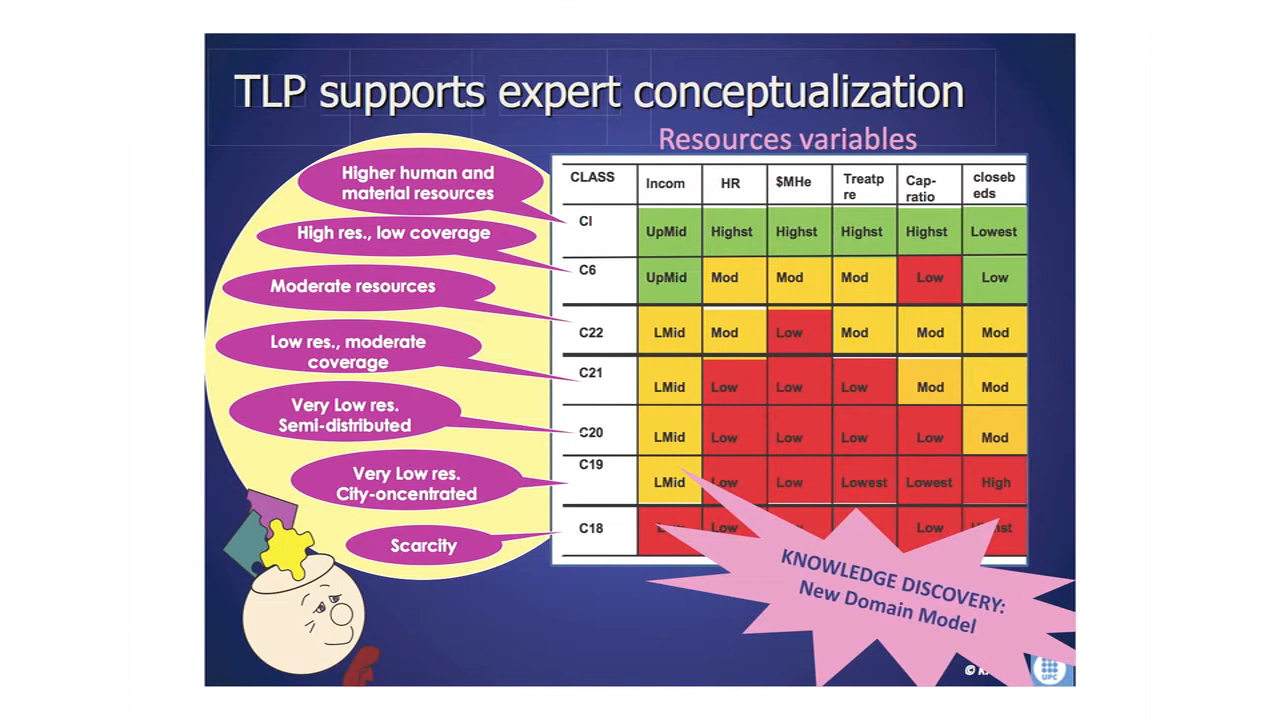 TLP supports expert conceptualization
Resources variables
Higher human and
material resources
High res., low coverage
Moderate resources
Low res., moderate
coverage
Very Low res.
Semi-distributed
Very Low res.
City-oncentrated
Scarcity
CLASS Incom HR $MHe Treatp re Cap-ratio closeb eds
CI UpMid Highst Highst Highst Highst Lowest
C6 UpMid Mod Mod Mod Low Low
C22 LMid Mod Low Mod Mod Mod
C21 LMid Low Low Low Mod Mod
C20 LMid Low Low Low Low Mod
C19 LMid Low Low Lowest Lowest High
C18 Low Low
KNOWLEDGE DISCOVERY:
New Domain Model
©
UPC